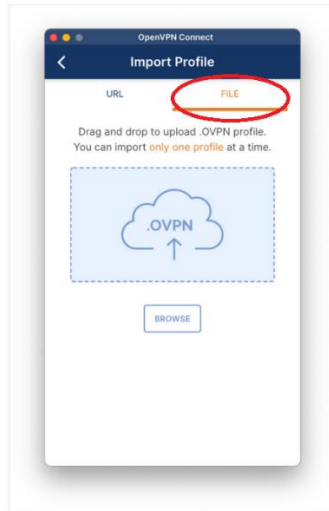 OpenVPN Connect
Import Profile
URL
FILE
Drag and drop to upload .OVPN profile.
You can import only one profile at a time.
.OVPN
BROWSE